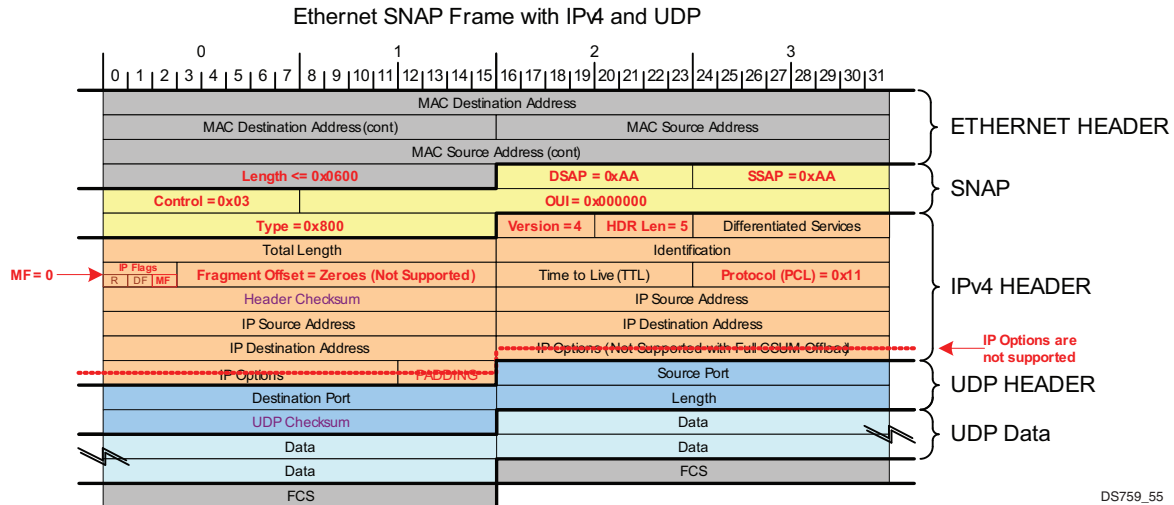 Ethernet SNAP Frame with IPv4 and UDP
0 1 2 3
0 1 2 3 4 5 6 7 8 9 10 11 12 13 14 15 16 17 18 19 20 21 22 23 24 25 26 27 28 29 30 31
MAC Destination Address
MAC Destination Address (cont) MAC Source Address
ETHERNET HEADER
MAC Source Address (cont)
Length <= 0x0600 DSAP = 0xAA SSAP = 0xAA
SNAP
Control = 0x03 OUI = 0x000000
Type = 0x800 Version = 4 HDR Len = 5 Differentiated Services
Total Length Identification
MF = 0
IP Flags
R DF MF
Fragment Offset = Zeroes (Not Supported) Time to Live (TTL) Protocol (PCL) = 0x11
IPv4 HEADER
Header Checksum IP Source Address
IP Source Address IP Destination Address
IP Destination Address IP Options (Not Supported with Full CSUM Offload)
IP Options are
not supported
IP Options PADDING Source Port
UDP HEADER
Destination Port Length
UDP Checksum Data
UDP Data
Data Data
Data FCS
FCS
DS759_55